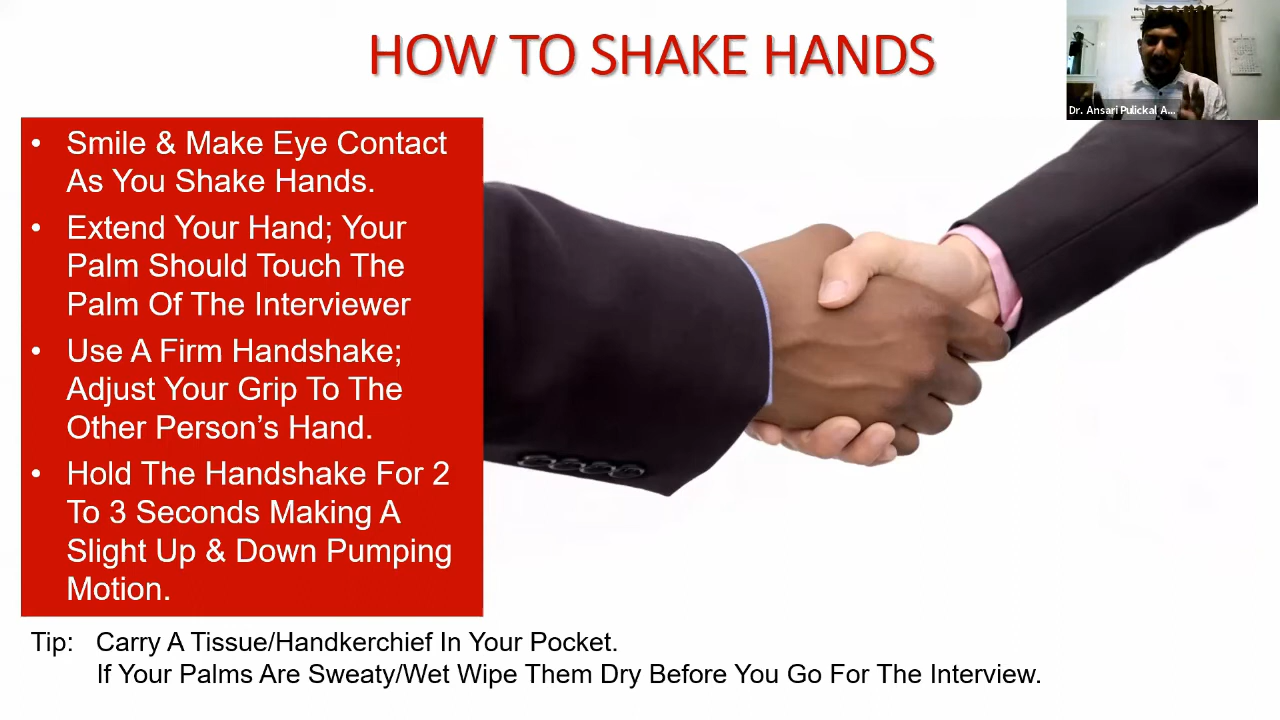 HOW TO SHAKE HANDS
Dr. Ansari Pulickal A...
• Smile & Make Eye Contact
As You Shake Hands.
• Extend Your Hand; Your
Palm Should Touch The
Palm Of The Interviewer
• Use A Firm Handshake;
Adjust Your Grip To The
Other Person’s Hand.
• Hold The Handshake For 2
To 3 Seconds Making A
Slight Up & Down Pumping
Motion.
Tip: Carry A Tissue/Handkerchief In Your Pocket.
If Your Palms Are Sweaty/Wet Wipe Them Dry Before You Go For The Interview.